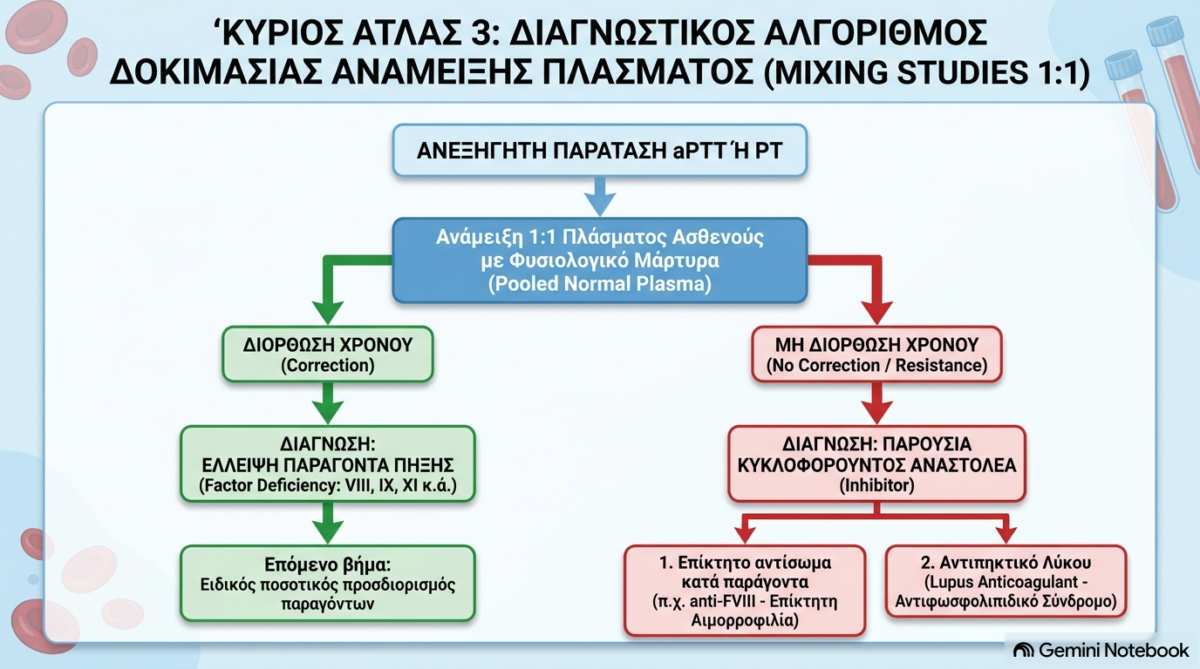 ‘ΚΥΡΙΟΣ ΑΤΛΑΣ 3: ΔΙΑΓΝΩΣΤΙΚΟΣ ΑΛΓΟΡΙΘΜΟΣ
ΔΟΚΙΜΑΣΙΑΣ ΑΝΑΜΕΙΞΗΣ ΠΛΑΣΜΑΤΟΣ (MIXING STUDIES 1:1)
ΑΝΕΞΗΓΗΤΗ ΠΑΡΑΤΑΣΗ aPTT Ή PT
Ανάμειξη 1:1 Πλάσματος Ασθενούς
με Φυσιολογικό Μάρτυρα
(Pooled Normal Plasma)
ΔΙΟΡΘΩΣΗ ΧΡΟΝΟΥ
(Correction)
ΔΙΑΓΝΩΣΗ:
ΕΛΛΕΙΨΗ ΠΑΡΑΓΟΝΤΑ ΠΗΞΗΣ
(Factor Deficiency: VIII, IX, XI κ.ά.)
Επόμενο βήμα:
Ειδικός ποσοτικός προσδιορισμός
παραγόντων
ΜΗ ΔΙΟΡΘΩΣΗ ΧΡΟΝΟΥ
(No Correction / Resistance)
ΔΙΑΓΝΩΣΗ: ΠΑΡΟΥΣΙΑ
ΚΥΚΛΟΦΟΡΟΥΝΤΟΣ ΑΝΑΣΤΟΛΕΑ
(Inhibitor)
1. Επίκτητο αντίσωμα
κατά παράγοντα
(π.χ. anti-FVIII - Επίκτητη
Αιμορροφιλία)
2. Αντιπηκτικό Λύκου
(Lupus Anticoagulant -
Αντιφωσφολιπιδικό Σύνδρομο)
Gemini Notebook